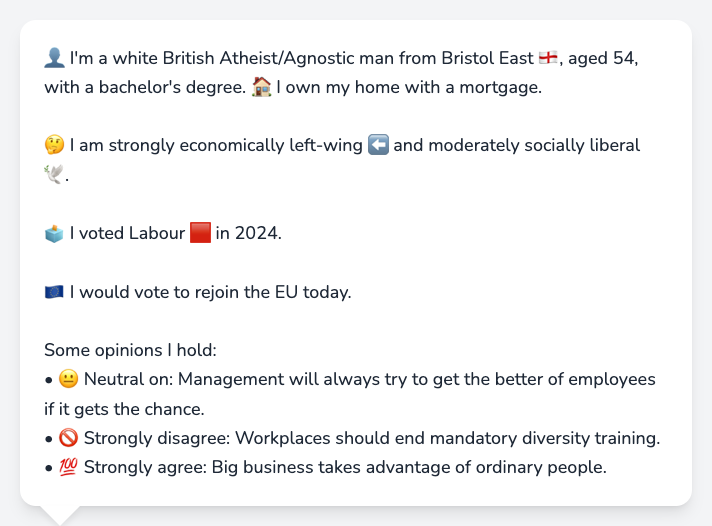 👤 I'm a white British Atheist/Agnostic man from Bristol East 🏴󠁧󠁢󠁥󠁮󠁧󠁿, aged 54,
with a bachelor's degree. 🏠 I own my home with a mortgage.
🤔 I am strongly economically left-wing ⬅️ and moderately socially liberal
🕊️.
🗳️ I voted Labour 🟥 in 2024.
🇪🇺 I would vote to rejoin the EU today.
Some opinions I hold:
• 😐 Neutral on: Management will always try to get the better of employees
if it gets the chance.
• 🚫 Strongly disagree: Workplaces should end mandatory diversity training.
• 💯 Strongly agree: Big business takes advantage of ordinary people.